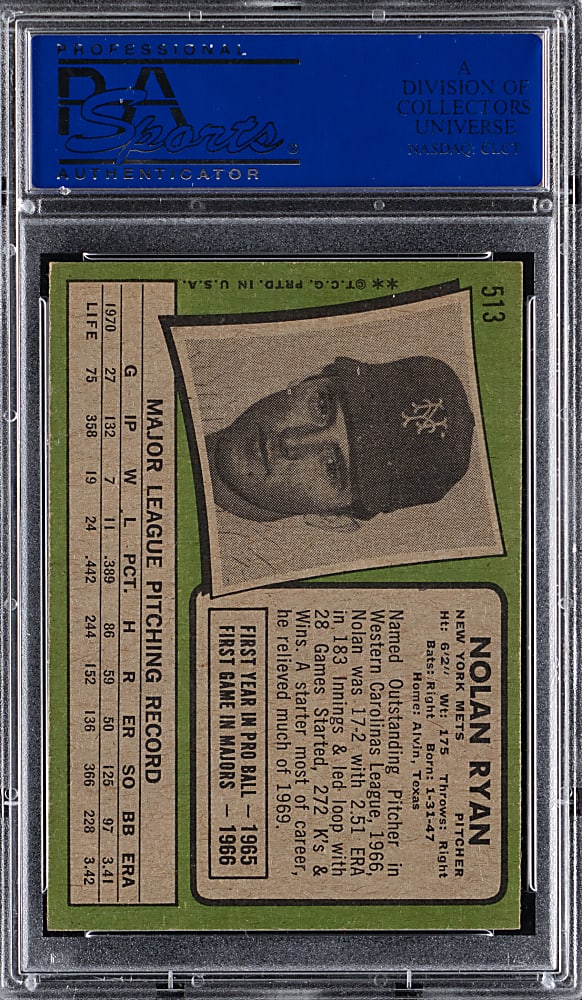 PROFESSIONAL
PSA
Sports
AUTHENTICATOR
A
DIVISION OF
COLLECTORS
UNIVERSE
NASDAQ: CLCT
513
NOLAN RYAN
NEW YORK METS PITCHER
Ht: 6'2" Wt: 175 Throws: Right
Bats: Right Born: 1-31-47
Home: Alvin, Texas
Named Outstanding Pitcher in
Western Carolinas League, 1966,
Nolan was 17-2 with 2.51 ERA
in 183 Innings & led loop with
28 Games Started, 272 K's &
Wins. A starter most of career,
he relieved much of 1969.
FIRST YEAR IN PRO BALL — 1965
FIRST GAME IN MAJORS — 1966
NY
**©T.C.G. PRTD. IN U.S.A.
MAJOR LEAGUE PITCHING RECORD
G IP W L PCT. H R ER SO BB ERA
1970 27 132 7 11 .389 86 59 50 125 97 3.41
LIFE 75 358 19 24 .442 244 152 136 366 228 3.42